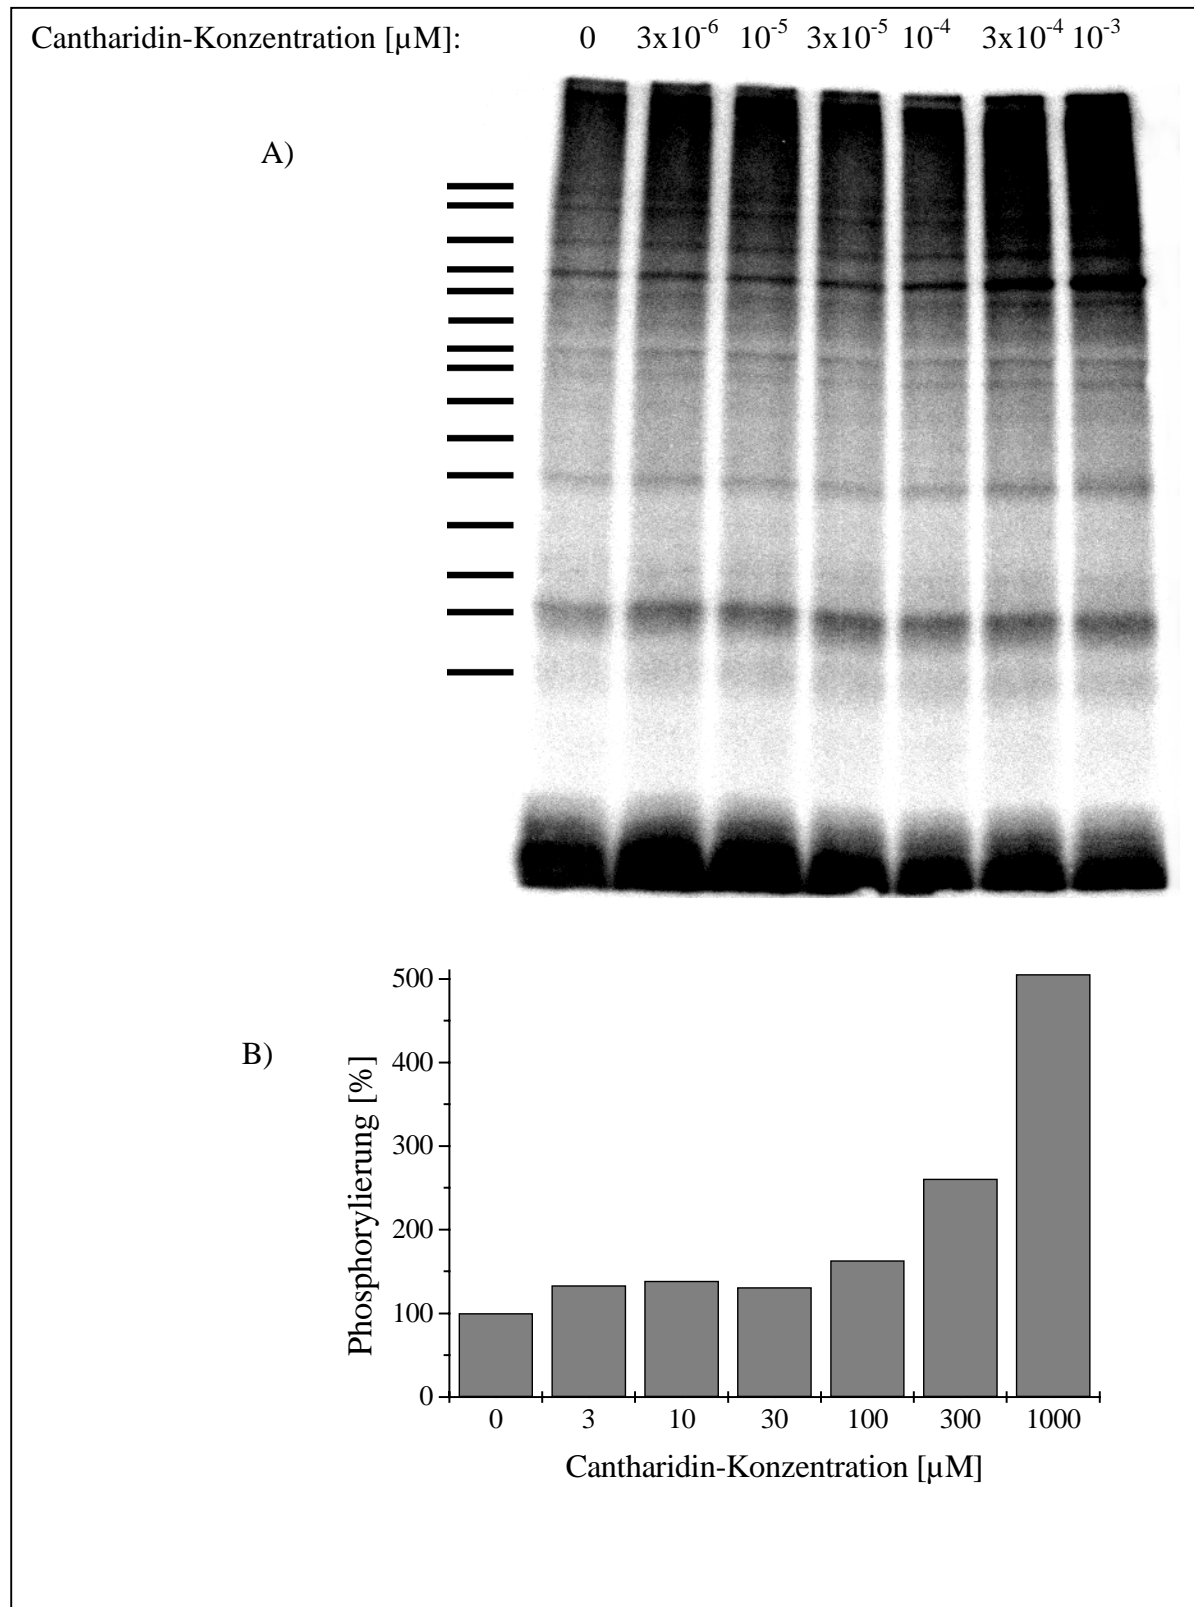 Cantharidin-Konzentration [µM]: 0 3x10⁻⁶ 10⁻⁵ 3x10⁻⁵ 10⁻⁴ 3x10⁻⁴ 10⁻³
A)
B)
Phosphorylierung [%]
500
400
300
200
100
0
0 3 10 30 100 300 1000
Cantharidin-Konzentration [µM]